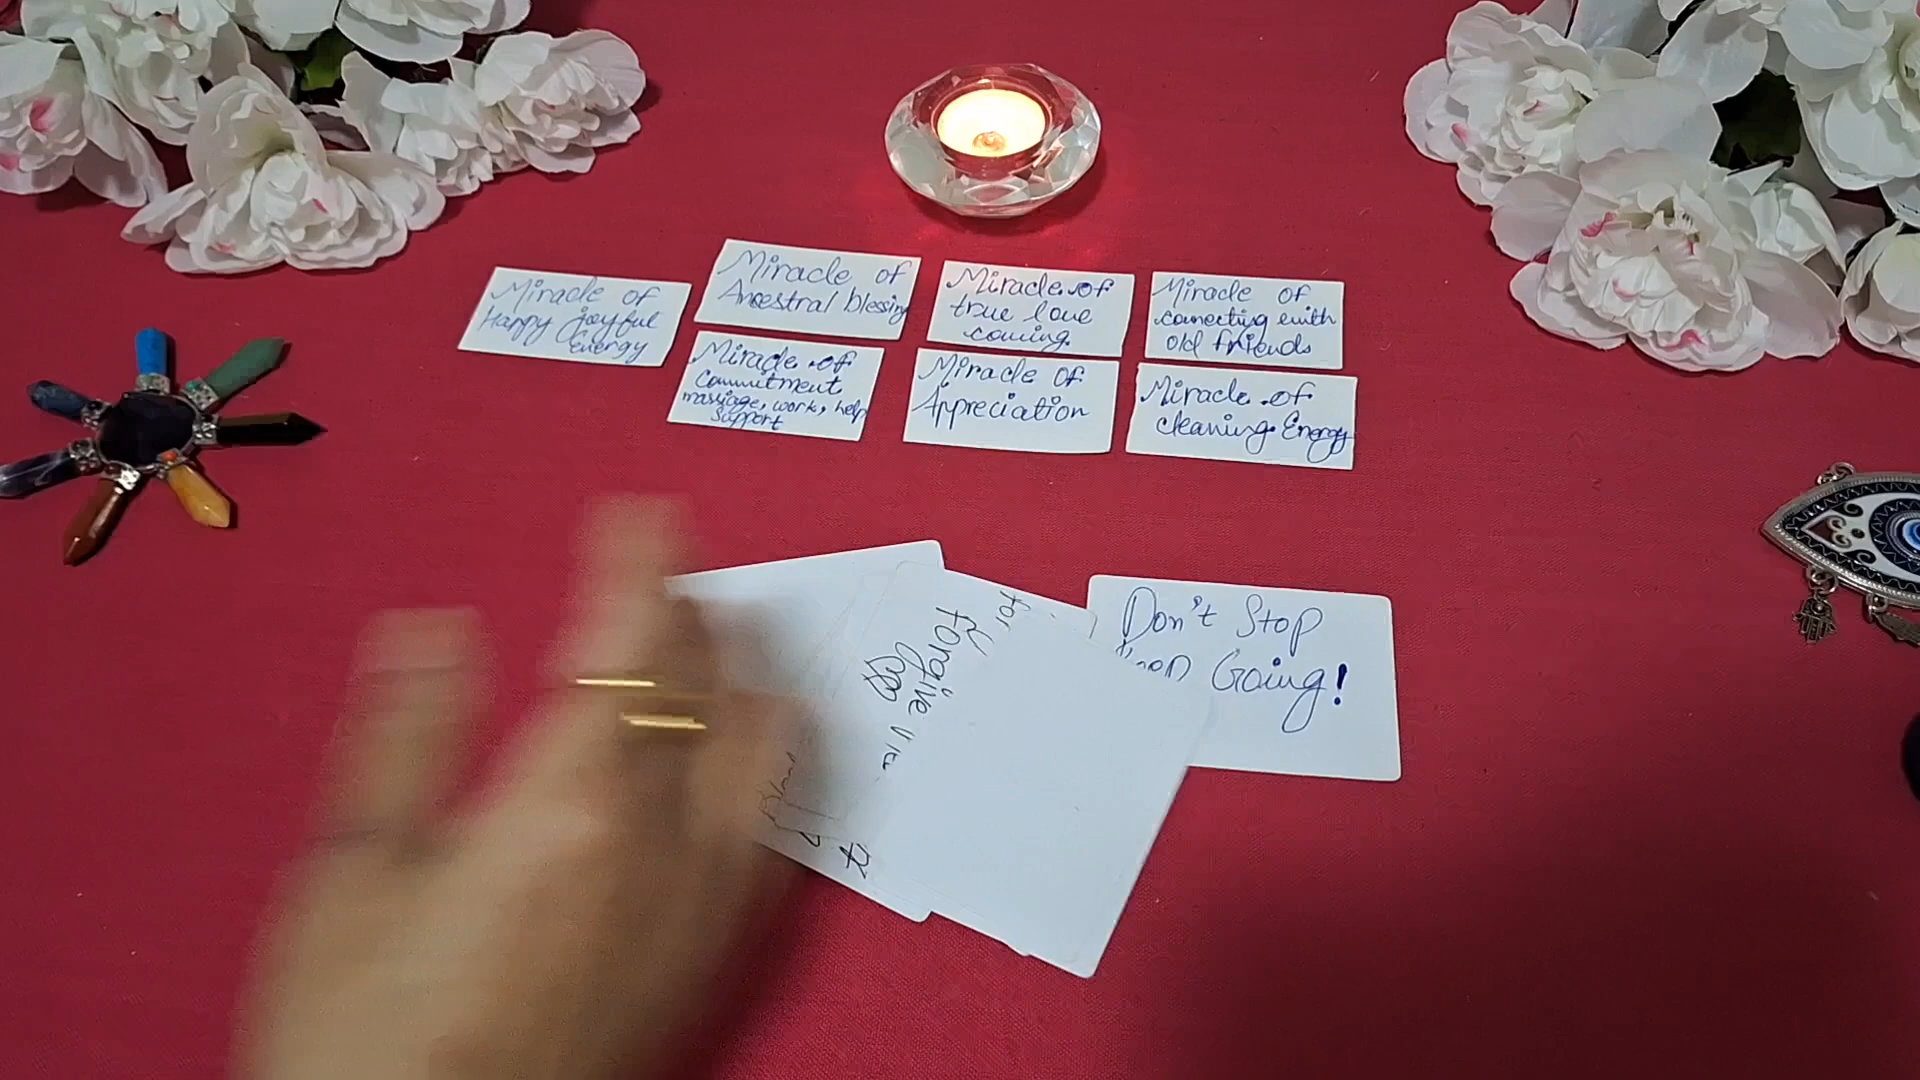 Miracle of
Happy joyful
energy
Miracle of
Ancestral blessing
Miracle of
true love
coming.
Miracle of
connecting with
old friends
Miracle of
Commitment
marriage, work, help
Support
Miracle of
Appreciation
Miracle of
cleaning Energy
Don't Stop
Going!
for
Forgive